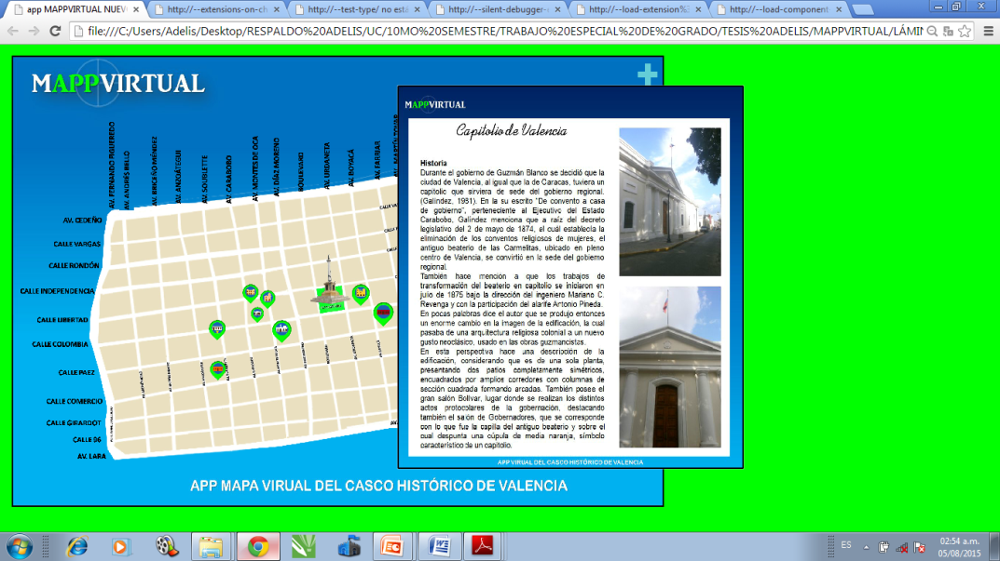 app MAPPVIRTUAL NUEV
http://--extensions-on-ch
http://--test-type/ no está
http://--silent-debugger-
http://--load-extension%
http://--load-component-
file:///C:/Users/Adelis/Desktop/RESPALDO%20ADELIS/UC/10MO%20SEMESTRE/TRABAJO%20ESPECIAL%20DE%20GRADO/TESIS%20ADELIS/MAPPVIRTUAL/LÁMIN
MAPPVIRTUAL
AV. FERNANDO FIGUEREDO
AV. ANDRÉS BELLO
AV. BRICEÑO MÉNDEZ
AV. ANZOÁTEGUI
AV. SOUBLETTE
AV. CARABOBO
AV. MONTES DE OCA
AV. DÍAZ MORENO
BOULEVARD
AV. URDANETA
AV. BOYACÁ
AV. FARRIAR
AV. MARTÍN TOVAR
AV. CEDEÑO
CALLE VARGAS
CALLE RONDÓN
CALLE INDEPENDENCIA
CALLE LIBERTAD
CALLE COLOMBIA
CALLE PAEZ
CALLE COMERCIO
CALLE GIRARDOT
CALLE 96
AV. LARA
APP MAPA VIRUAL DEL CASCO HISTÓRICO DE VALENCIA
MAPPVIRTUAL
Capitolio de Valencia
Historia
Durante el gobierno de Guzmán Blanco se decidió que la
ciudad de Valencia, al igual que la de Caracas, tuviera un
capitolio que sirviera de sede del gobierno regional.
(Galíndez, 1981). En la su escrito "De convento a casa
de gobierno", perteneciente al Ejecutivo del Estado
Carabobo, Galíndez menciona que a raíz del decreto
legislativo del 2 de mayo de 1874, el cuál establecía la
eliminación de los conventos religiosos de mujeres, el
antiguo beaterio de las Carmelitas, ubicado en pleno
centro de Valencia, se convirtió en la sede del gobierno
regional.
También hace mención a que los trabajos de
transformación del beaterio en capitolio se iniciaron en
julio de 1875 bajo la dirección del ingeniero Mariano C.
Revenga y con la participación del alarife Antonio Pineda.
En pocas palabras dice el autor que se produjo entonces
un enorme cambio en la imagen de la edificación, la cual
pasaba de una arquitectura religiosa colonial a un nuevo
gusto neoclásico, usado en las obras guzmancistas.
En esta perspectiva hace una descripción de la
edificación, considerando que es de una sola planta,
presentando dos patios completamente simétricos,
encuadrados por amplios corredores con columnas de
sección cuadrada formando arcadas. También posee el
gran salón Bolívar, lugar donde se realizan los distintos
actos protocolares de la gobernación, destacando
también el salón de Gobernadores, que se corresponde
con lo que fue la capilla del antiguo beaterio y sobre el
cual despunta una cúpula de media naranja, símbolo
característico de un capitolio.
APP VIRUAL DEL CASCO HISTÓRICO DE VALENCIA
ES
02:54 a.m.
05/08/2015